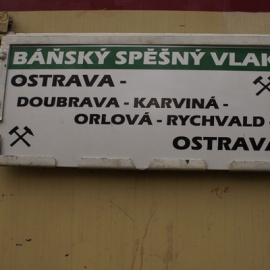 BÁŇSKÝ SPĚŠNÝ VLAK
OSTRAVA -
DOUBRAVA - KARVINÁ -
ORLOVÁ - RYCHVALD -
OSTRAVA